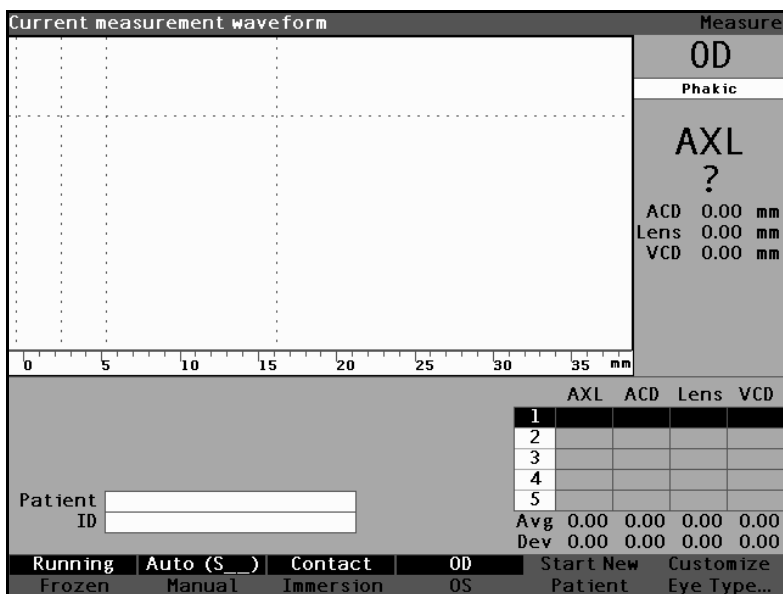 Current measurement waveform Measure
OD
Phakic
AXL
?
ACD 0.00 mm
Lens 0.00 mm
VCD 0.00 mm
0 5 10 15 20 25 30 35 mm
AXL ACD Lens VCD
1
2
3
4
5
Patient
ID
Avg 0.00 0.00 0.00 0.00
Dev 0.00 0.00 0.00 0.00
Running Auto (S__) Contact OD Start New Customize
Frozen Manual Immersion OS Patient Eye Type...